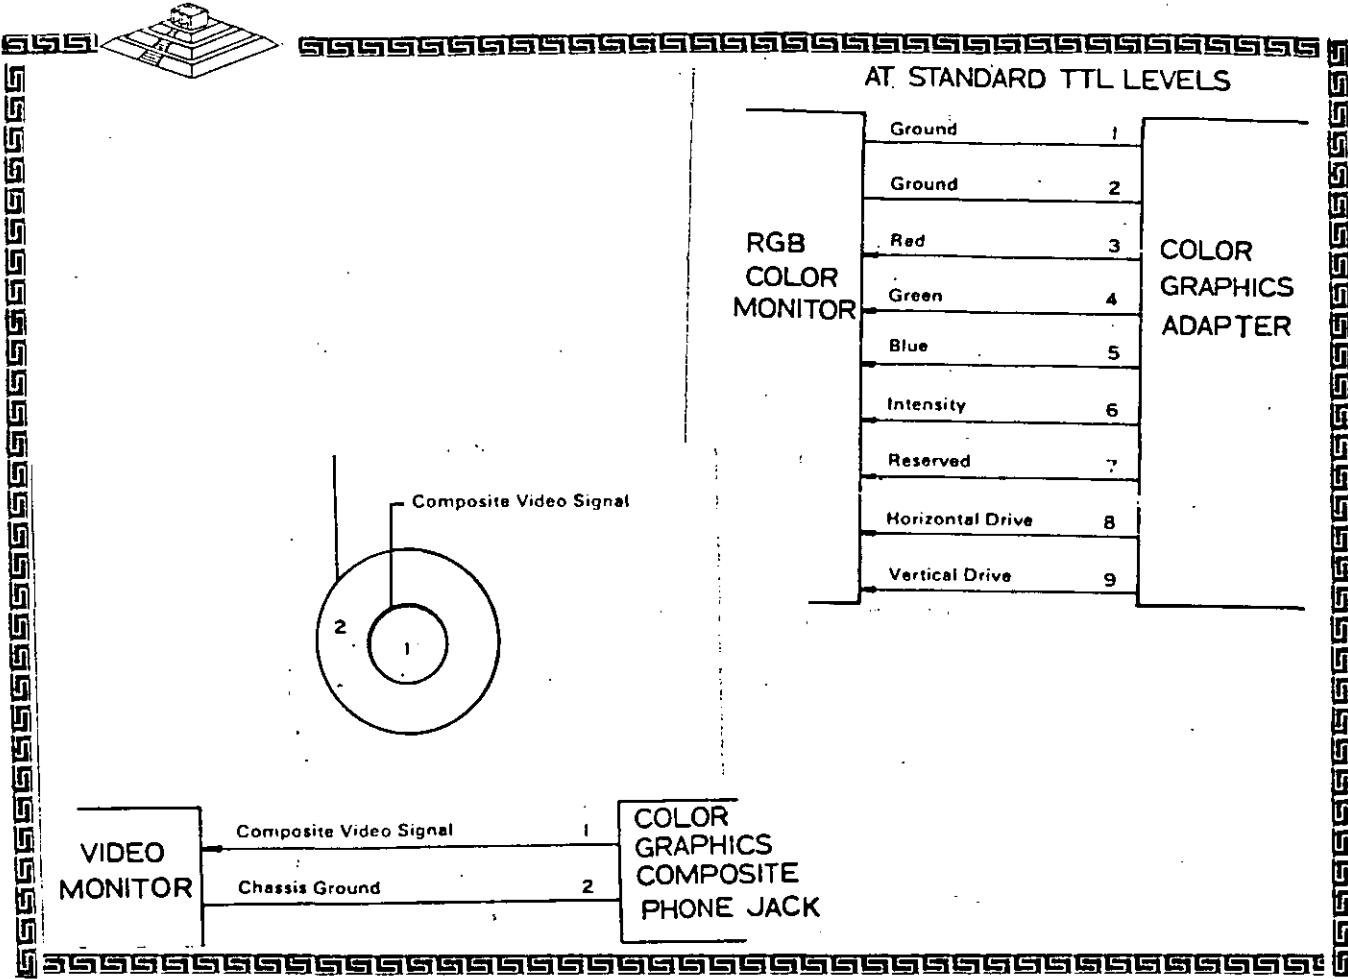 AT STANDARD TTL LEVELS
Ground 1
Ground 2
RGB
COLOR
MONITOR
Red 3
Green 4
Blue 5
Intensity 6
Reserved 7
Horizontal Drive 8
Vertical Drive 9
COLOR
GRAPHICS
ADAPTER
Composite Video Signal
2
1
VIDEO
MONITOR
Composite Video Signal 1
Chassis Ground 2
COLOR
GRAPHICS
COMPOSITE
PHONE JACK